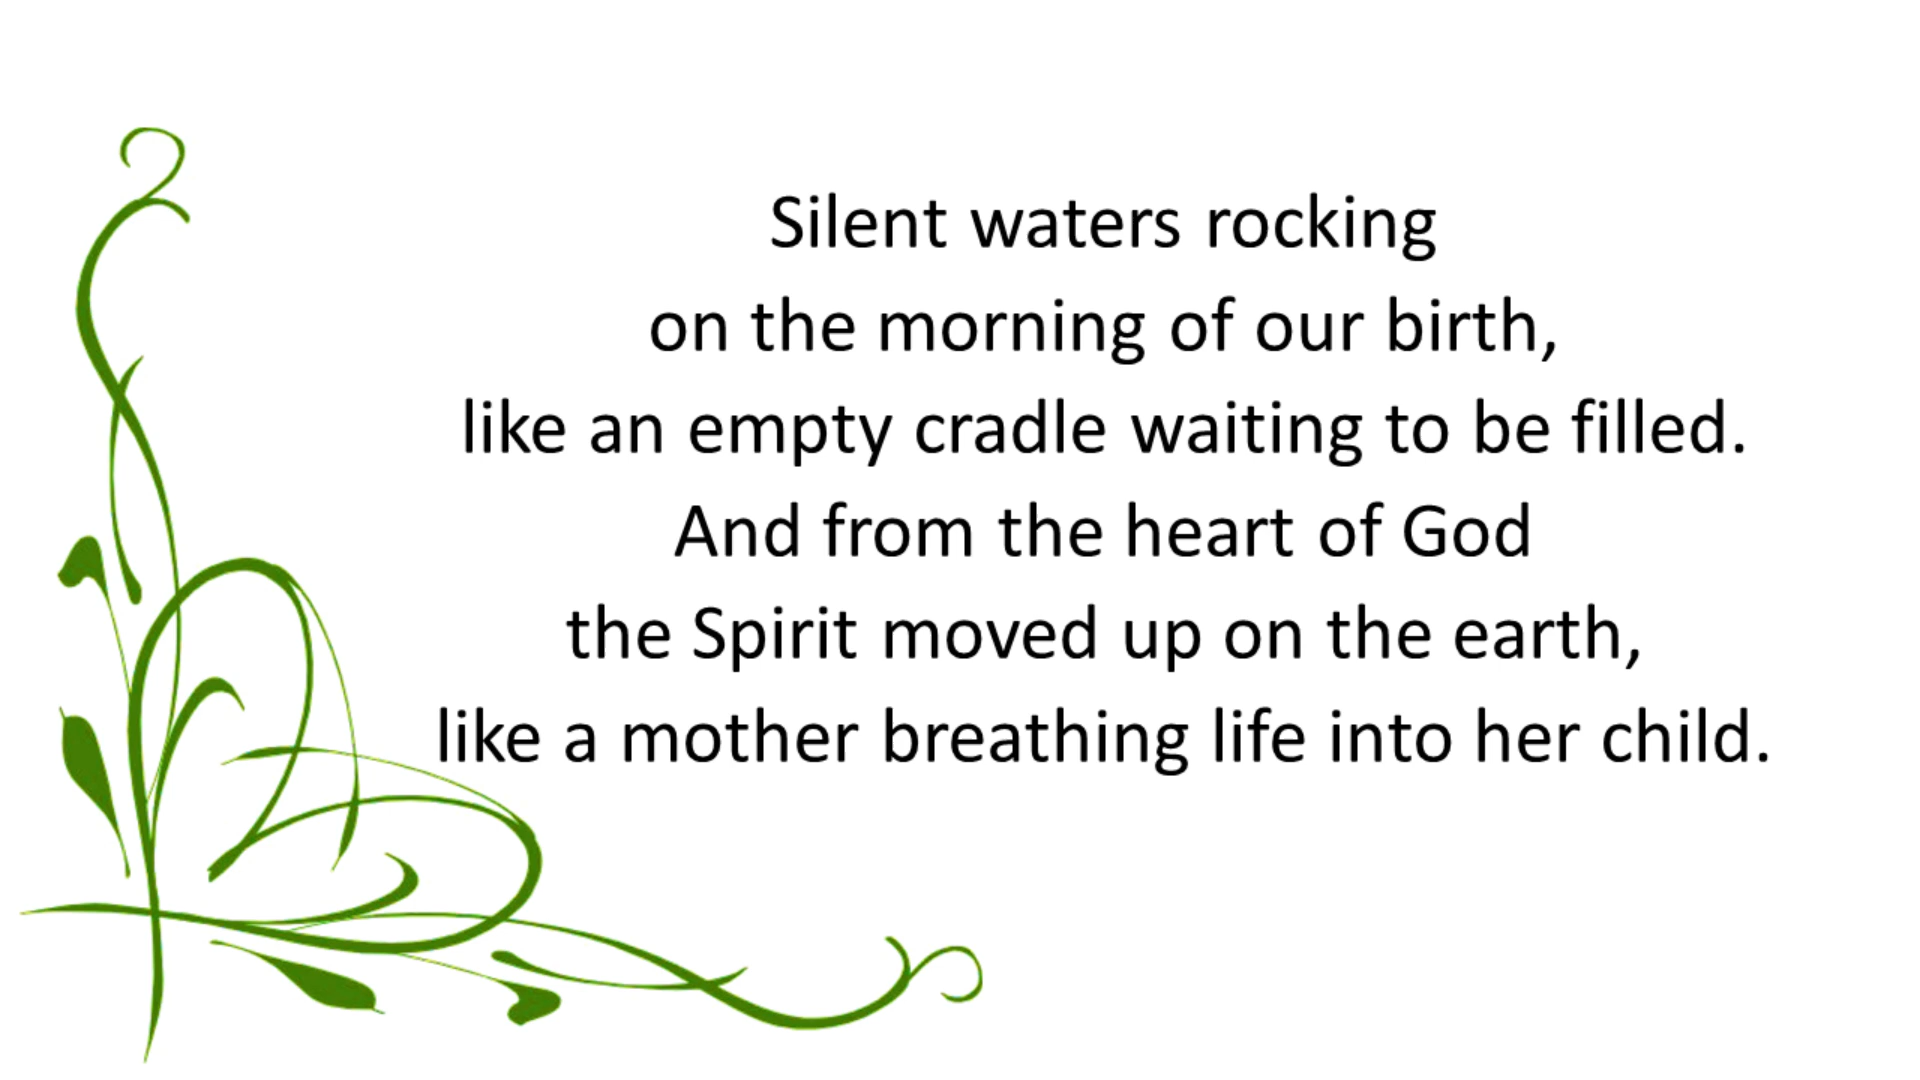 Silent waters rocking
on the morning of our birth,
like an empty cradle waiting to be filled.
And from the heart of God
the Spirit moved up on the earth,
like a mother breathing life into her child.